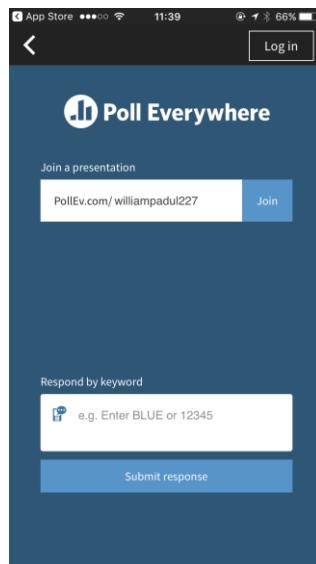 App Store 11:39 66%
Log in
Poll Everywhere
Join a presentation
PollEv.com/ williampadul227 Join
Respond by keyword
e.g. Enter BLUE or 12345
Submit response